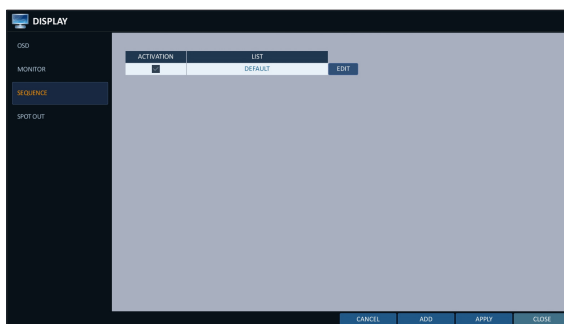 DISPLAY
OSD
MONITOR
SEQUENCE
SPOT OUT
ACTIVATION LIST
DEFAULT EDIT
CANCEL ADD APPLY CLOSE